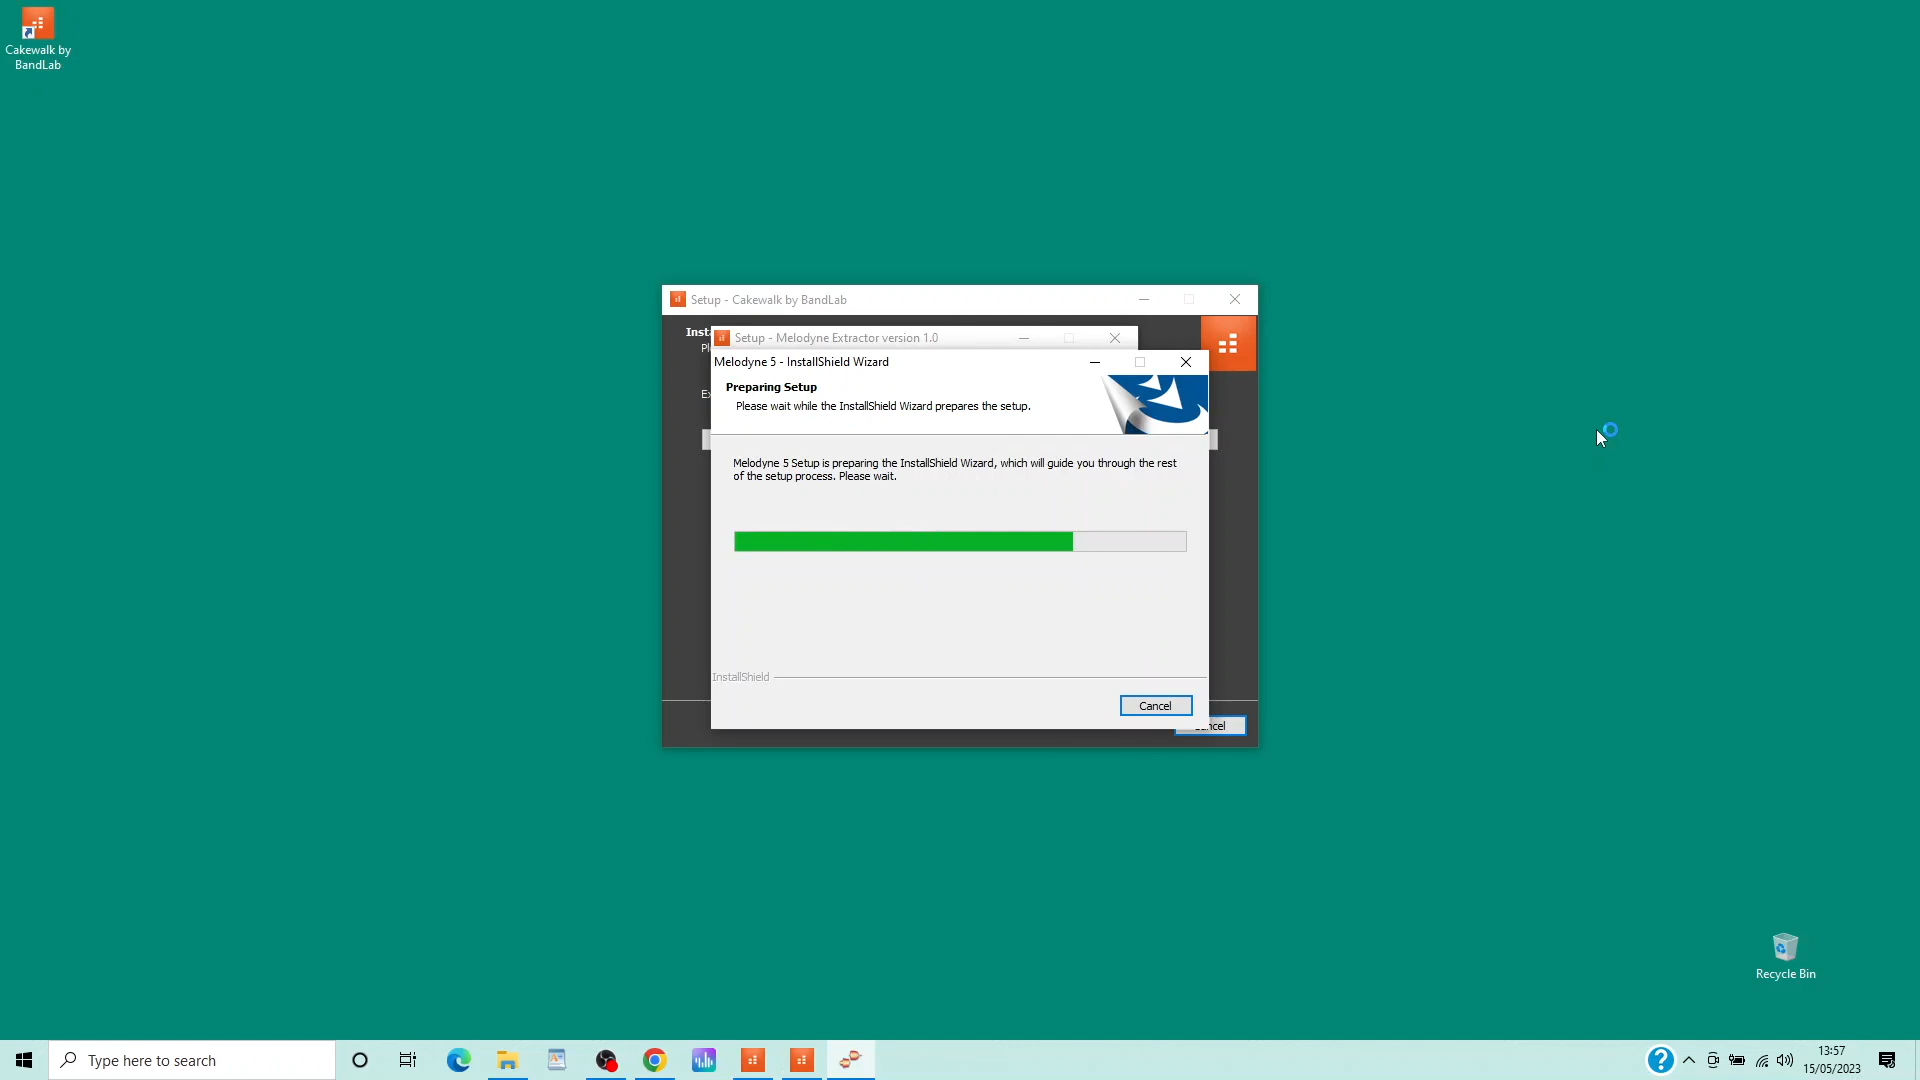 Cakewalk by
BandLab
Setup - Cakewalk by BandLab
Setup - Melodyne Extractor version 1.0
Melodyne 5 - InstallShield Wizard
Preparing Setup
Please wait while the InstallShield Wizard prepares the setup.
Melodyne 5 Setup is preparing the InstallShield Wizard, which will guide you through the rest
of the setup process. Please wait.
InstallShield
Cancel
Recycle Bin
Type here to search
13:57
15/05/2023